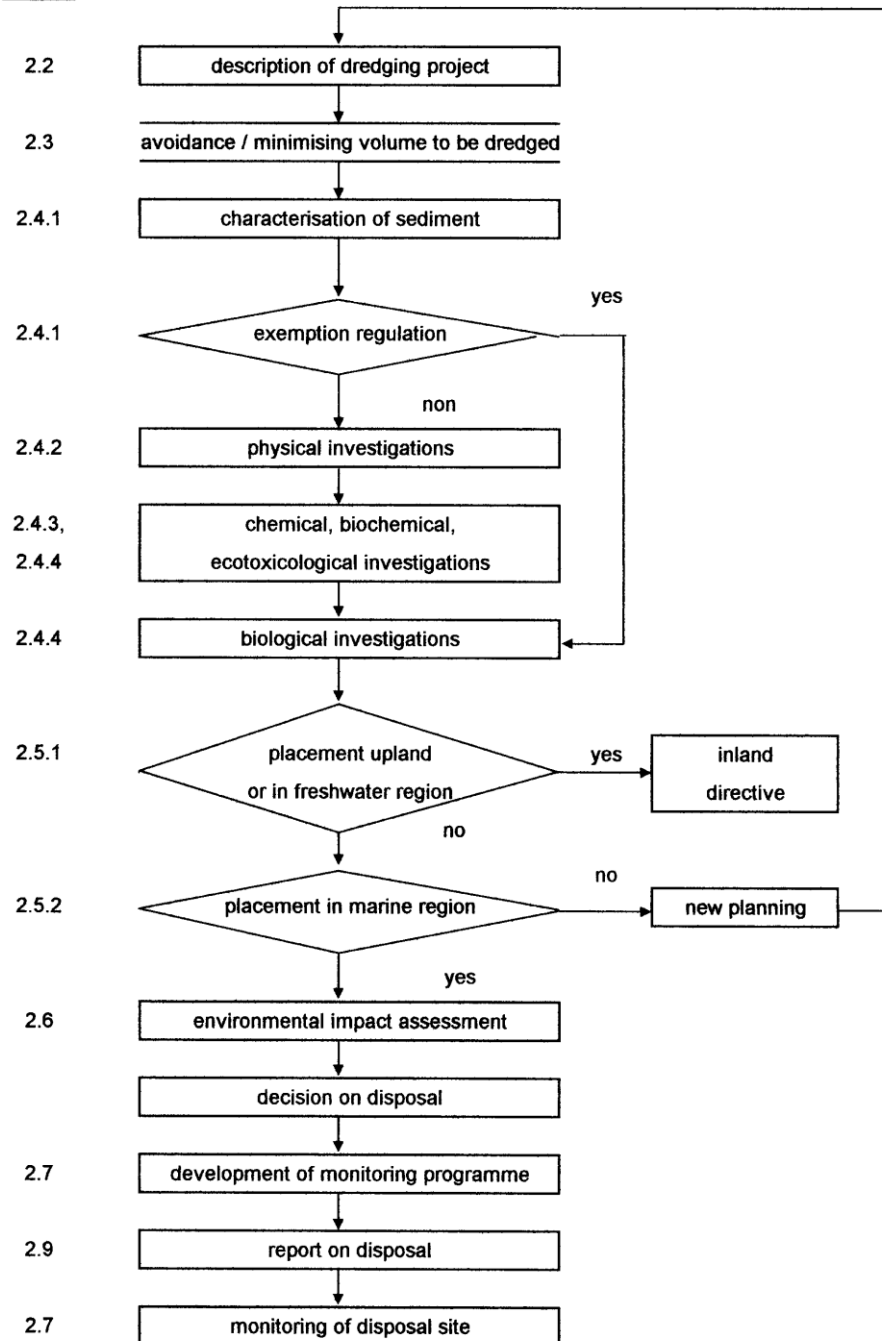 2.2 description of dredging project
2.3 avoidance / minimising volume to be dredged
2.4.1 characterisation of sediment
yes
2.4.1 exemption regulation
non
2.4.2 physical investigations
2.4.3, chemical, biochemical,
2.4.4 ecotoxicological investigations
2.4.4 biological investigations
2.5.1 placement upland yes inland
or in freshwater region directive
no
no
2.5.2 placement in marine region new planning
yes
2.6 environmental impact assessment
decision on disposal
2.7 development of monitoring programme
2.9 report on disposal
2.7 monitoring of disposal site